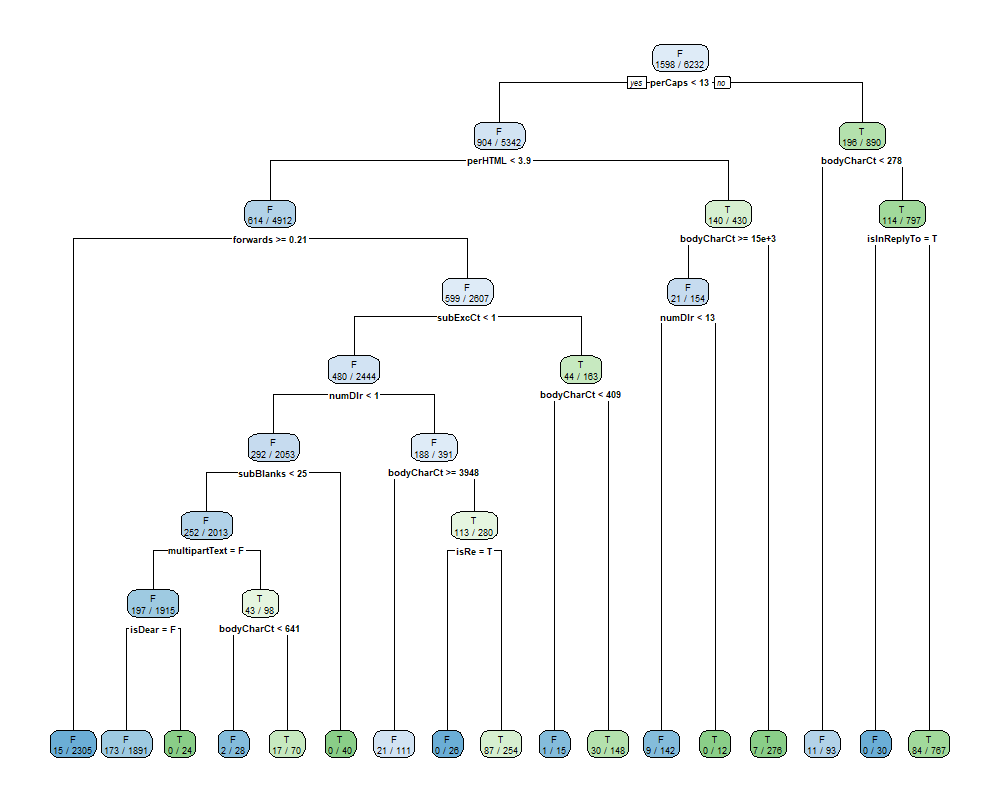 F
1598 / 6232
yes perCaps < 13 no
F
904 / 5342
T
196 / 890
perHTML < 3.9
bodyCharCt < 278
F
614 / 4912
T
140 / 430
T
114 / 797
forwards >= 0.21
bodyCharCt >= 15e+3
isInReplyTo = T
F
599 / 2607
F
21 / 154
subExcCt < 1
numDlr < 13
F
480 / 2444
T
44 / 163
numDlr < 1
bodyCharCt < 409
F
292 / 2053
F
188 / 391
subBlanks < 25
bodyCharCt >= 3948
F
252 / 2013
T
113 / 280
multipartText = F
isRe = T
F
197 / 1915
T
43 / 98
isDear = F
bodyCharCt < 641
F
15 / 2305
F
173 / 1891
T
0 / 24
F
2 / 28
T
17 / 70
T
0 / 40
F
21 / 111
F
0 / 26
T
87 / 254
F
1 / 15
T
30 / 148
F
9 / 142
T
0 / 12
T
7 / 276
F
11 / 93
F
0 / 30
T
84 / 767